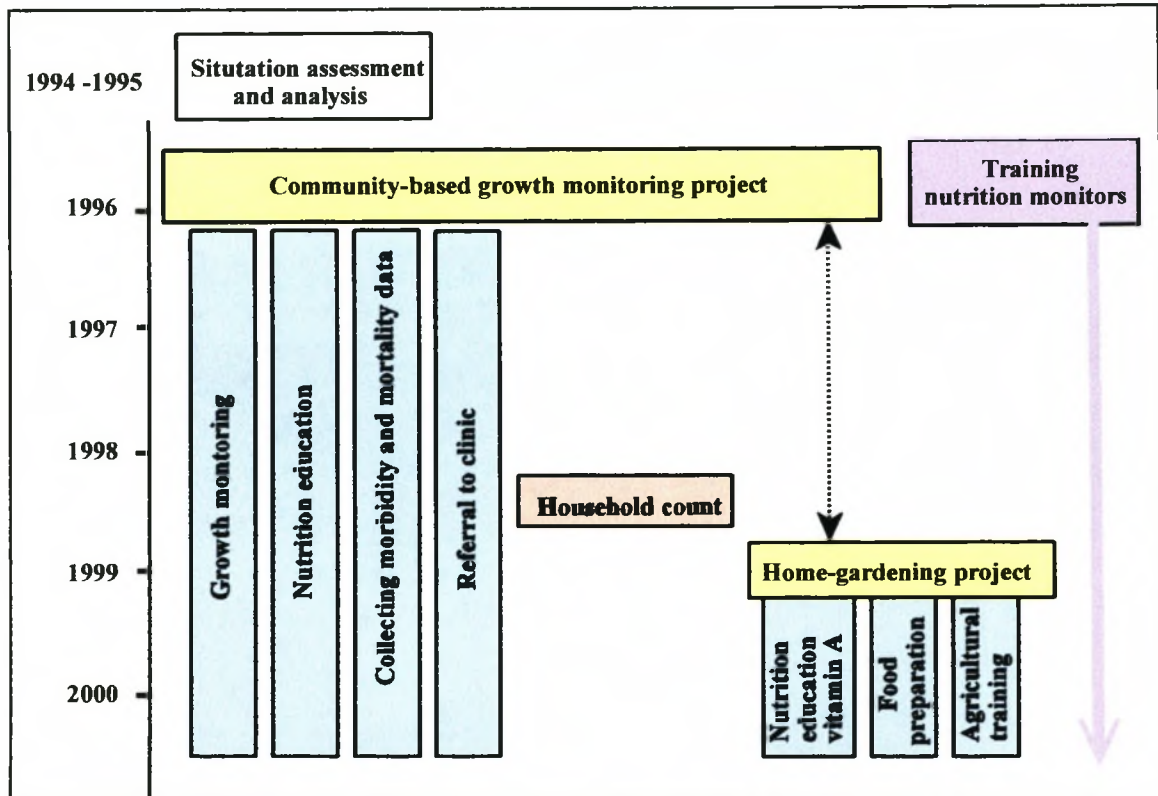 1994 -1995
Situtation assessment
and analysis
Community-based growth monitoring project
Training
nutrition monitors
1996
1997
1998
1999
2000
Growth montoring
Nutrition education
Collecting morbidity and mortality data
Referral to clinic
Household count
Home-gardening project
Nutrition
education
vitamin A
Food
preparation
Agricultural
training